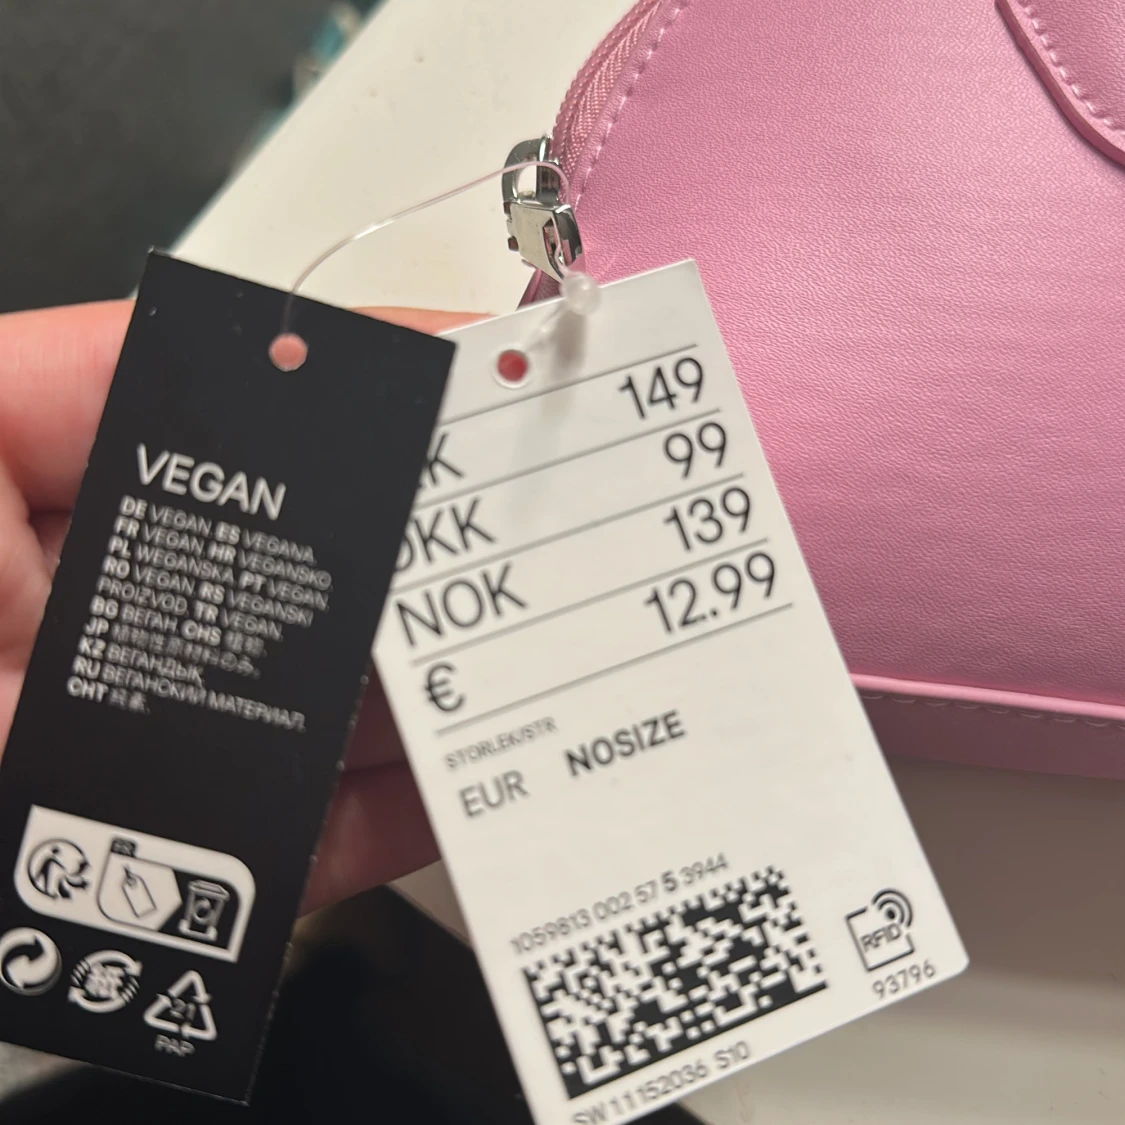 VEGAN
DE VEGAN. ES VEGANA.
FR VEGAN. HR VEGANSKO.
PL WEGAŃSKA. PT VEGAN.
RO VEGAN. RS VEGANSKI
PROIZVOD. TR VEGAN.
BG ВЕГАН. CHS
JP
KZ ВЕГАНДЫҚ
RU ВЕГАНСКИЙ МАТЕРИАЛ.
CHT
FR
21
PAP
149
K 99
DKK 139
NOK 12.99
€
STORLEK/STR
EUR NOSIZE
1059813 002 57 5 3944
RFID
93796
SW 11152036 S10